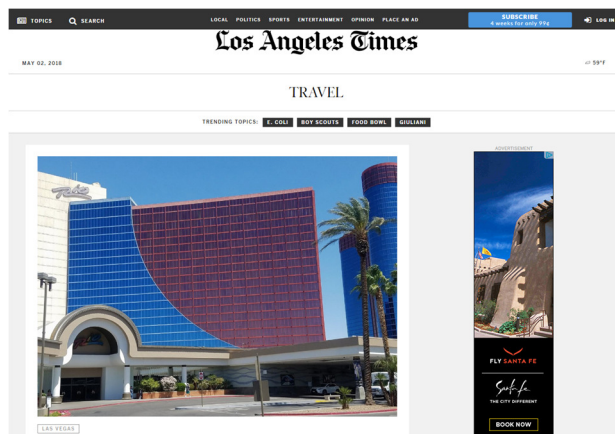 TOPICS SEARCH LOCAL POLITICS SPORTS ENTERTAINMENT OPINION PLACE AN AD SUBSCRIBE LOG IN
4 weeks for only 99¢
Los Angeles Times
MAY 02, 2018 59°F
TRAVEL
TRENDING TOPICS: E. COLI BOY SCOUTS FOOD BOWL GIULIANI
ADVERTISEMENT
Rio
FLY SANTA FE
Santa Fe
THE CITY DIFFERENT
BOOK NOW
LAS VEGAS